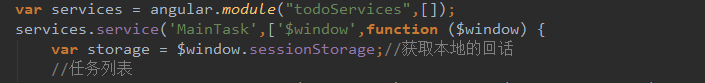 var services = angular.module("todoServices",[]);
services.service('MainTask',['$window',function ($window) {
var storage = $window.sessionStorage;//获取本地的回话
//任务列表